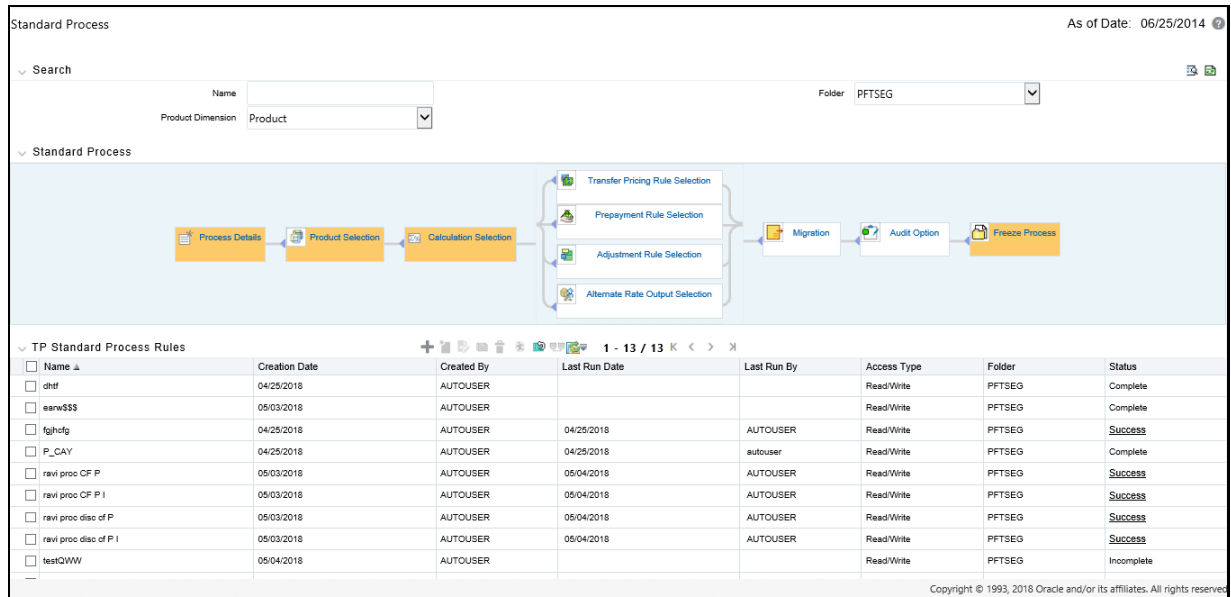 Standard Process
As of Date: 06/25/2014
Search
Name
Folder PFTSEG
Product Dimension Product
Standard Process
Process Details
Product Selection
Calculation Selection
Transfer Pricing Rule Selection
Prepayment Rule Selection
Adjustment Rule Selection
Alternate Rate Output Selection
Migration
Audit Option
Freeze Process
TP Standard Process Rules 1 - 13 / 13
Name Creation Date Created By Last Run Date Last Run By Access Type Folder Status
dhtf 04/25/2018 AUTOUSER Read/Write PFTSEG Complete
earw$$$ 05/03/2018 AUTOUSER Read/Write PFTSEG Complete
fgjhcfg 04/25/2018 AUTOUSER 04/25/2018 AUTOUSER Read/Write PFTSEG Success
P_CAY 04/25/2018 AUTOUSER 04/25/2018 autouser Read/Write PFTSEG Complete
ravi proc CF P 05/03/2018 AUTOUSER 05/04/2018 AUTOUSER Read/Write PFTSEG Success
ravi proc CF P I 05/03/2018 AUTOUSER 05/04/2018 AUTOUSER Read/Write PFTSEG Success
ravi proc disc cf P 05/03/2018 AUTOUSER 05/04/2018 AUTOUSER Read/Write PFTSEG Success
ravi proc disc cf P I 05/03/2018 AUTOUSER 05/04/2018 AUTOUSER Read/Write PFTSEG Success
testQWW 05/04/2018 AUTOUSER Read/Write PFTSEG Incomplete
Copyright © 1993, 2018 Oracle and/or its affiliates. All rights reserved